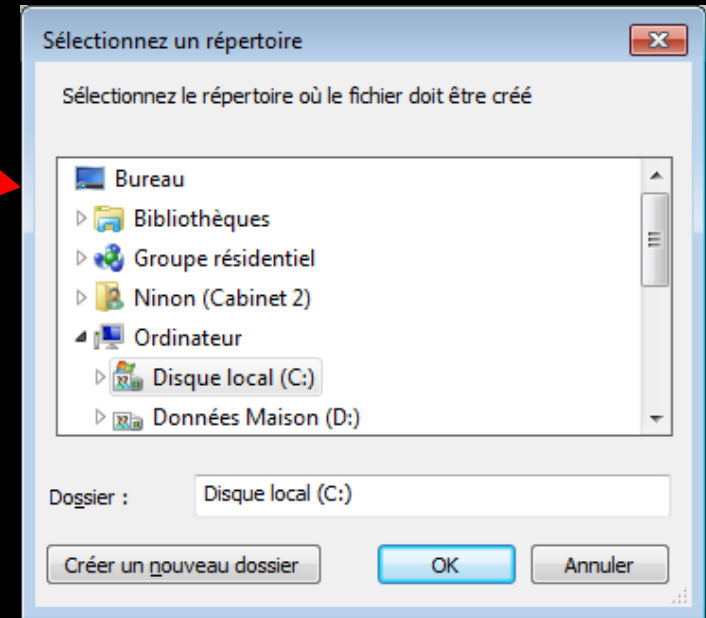 Sélectionnez un répertoire
Sélectionnez le répertoire où le fichier doit être créé
Bureau
Bibliothèques
Groupe résidentiel
Ninon (Cabinet 2)
Ordinateur
Disque local (C:)
Données Maison (D:)
Dossier :
Disque local (C:)
Créer un nouveau dossier
OK
Annuler